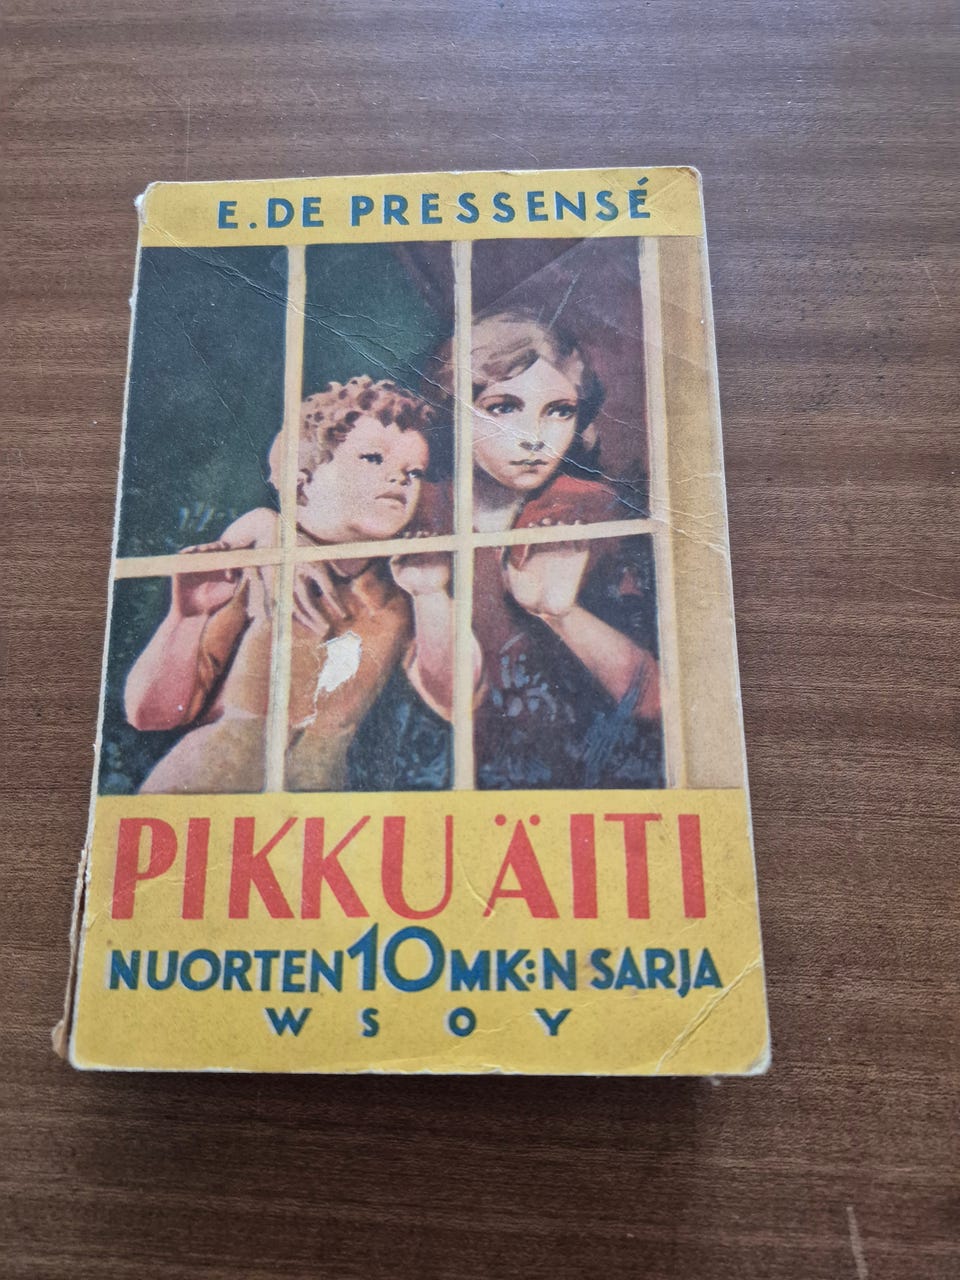 E. DE PRESSENSÉ
PIKKU ÄITI
NUORTEN 10 MK:N SARJA
WSOY